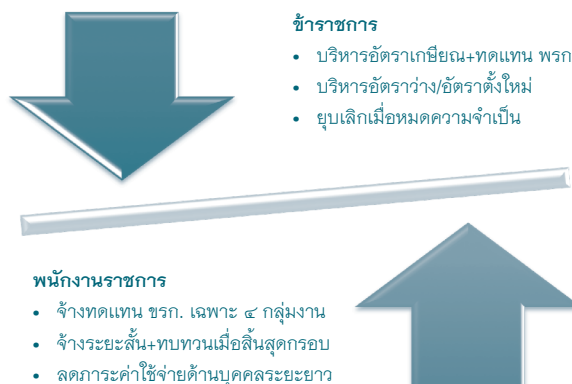 ข้าราชการ
• บริหารอัตราเกษียณ+ทดแทน พรก
• บริหารอัตราว่าง/อัตราตั้งใหม่
• ยุบเลิกเมื่อหมดความจำเป็น
พนักงานราชการ
• จ้างทดแทน ขรก. เฉพาะ ๔ กลุ่มงาน
• จ้างระยะสั้น+ทบทวนเมื่อสิ้นสุดกรอบ
• ลดภาระค่าใช้จ่ายด้านบุคคลระยะยาว